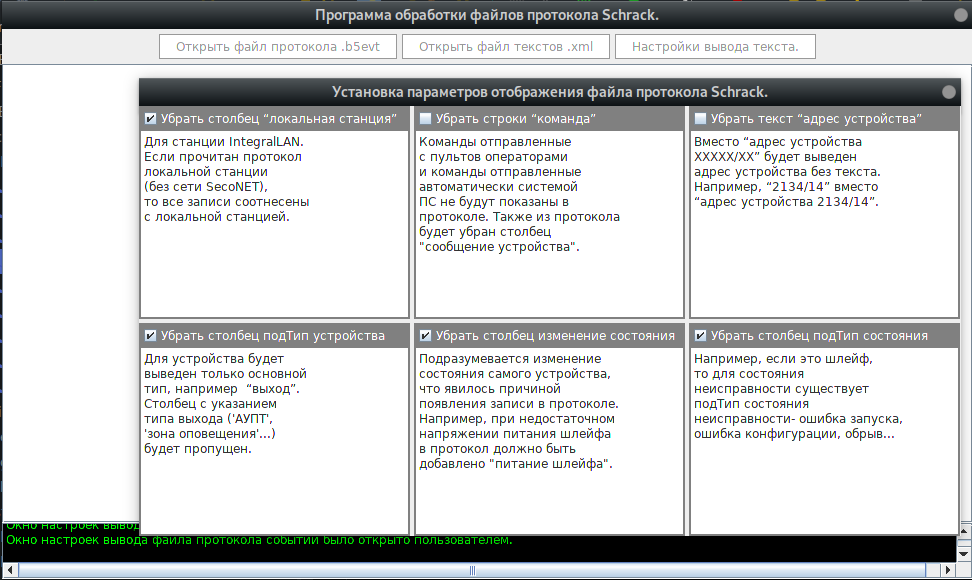 Программа обработки файлов протокола Schrack.
Открыть файл протокола .b5evt
Открыть файл текстов .xml
Настройки вывода текста.
Установка параметров отображения файла протокола Schrack.
Убрать столбец “локальная станция”
Для станции IntegralLAN.
Если прочитан протокол
локальной станции
(без сети SecoNET),
то все записи соотнесены
с локальной станцией.
Убрать строки “команда”
Команды отправленные
с пультов операторами
и команды отправленные
автоматически системой
ПС не будут показаны в
протоколе. Также из протокола
будет убран столбец
"сообщение устройства".
Убрать текст “адрес устройства”
Вместо “адрес устройства
XXXXX/XX” будет выведен
адрес устройства без текста.
Например, “2134/14” вместо
“адрес устройства 2134/14”.
Убрать столбец подТип устройства
Для устройства будет
выведен только основной
тип, например “выход”.
Столбец с указанием
типа выхода ('АУПТ',
'зона оповещения'...)
будет пропущен.
Убрать столбец изменение состояния
Подразумевается изменение
состояния самого устройства,
что явилось причиной
появления записи в протоколе.
Например, при недостаточном
напряжении питания шлейфа
в протокол должно быть
добавлено "питание шлейфа".
Убрать столбец подТип состояния
Например, если это шлейф,
то для состояния
неисправности существует
подТип состояния
неисправности- ошибка запуска,
ошибка конфигурации, обрыв...
Окно настроек вывод
Окно настроек вывода файла протокола событий было открыто пользователем.